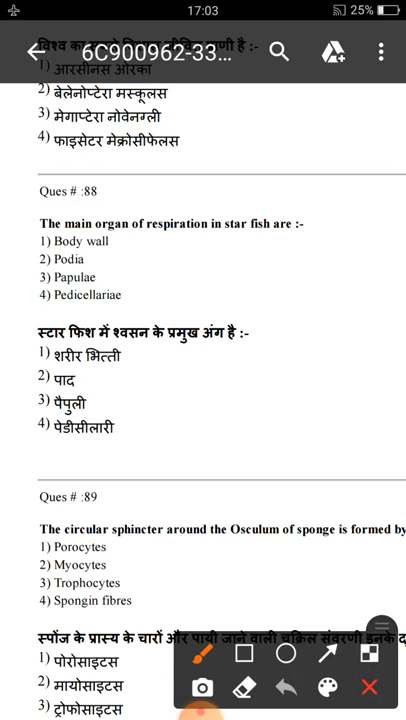 17:03
25%
6C900962-33...
विश्व का सबसे विशाल जीवित प्राणी है :-
1) आरसीनस ओरका
2) बेलेनोप्टेरा मस्कूलस
3) मेगाप्टेरा नोवेनग्ली
4) फाइसेटर मेक्रोसीफेलस
Ques # :88
The main organ of respiration in star fish are :-
1) Body wall
2) Podia
3) Papulae
4) Pedicellariae
स्टार फिश में श्वसन के प्रमुख अंग है :-
1) शरीर भित्ती
2) पाद
3) पैपुली
4) पेडीसीलारी
Ques # :89
The circular sphincter around the Osculum of sponge is formed by
1) Porocytes
2) Myocytes
3) Trophocytes
4) Spongin fibres
स्पोंज के प्रास्य के चारों और पायी जाने वाली चक्रिल संवरणी इनके
1) पोरोसाइटस
2) मायोसाइटस
3) ट्रोफोसाइटस